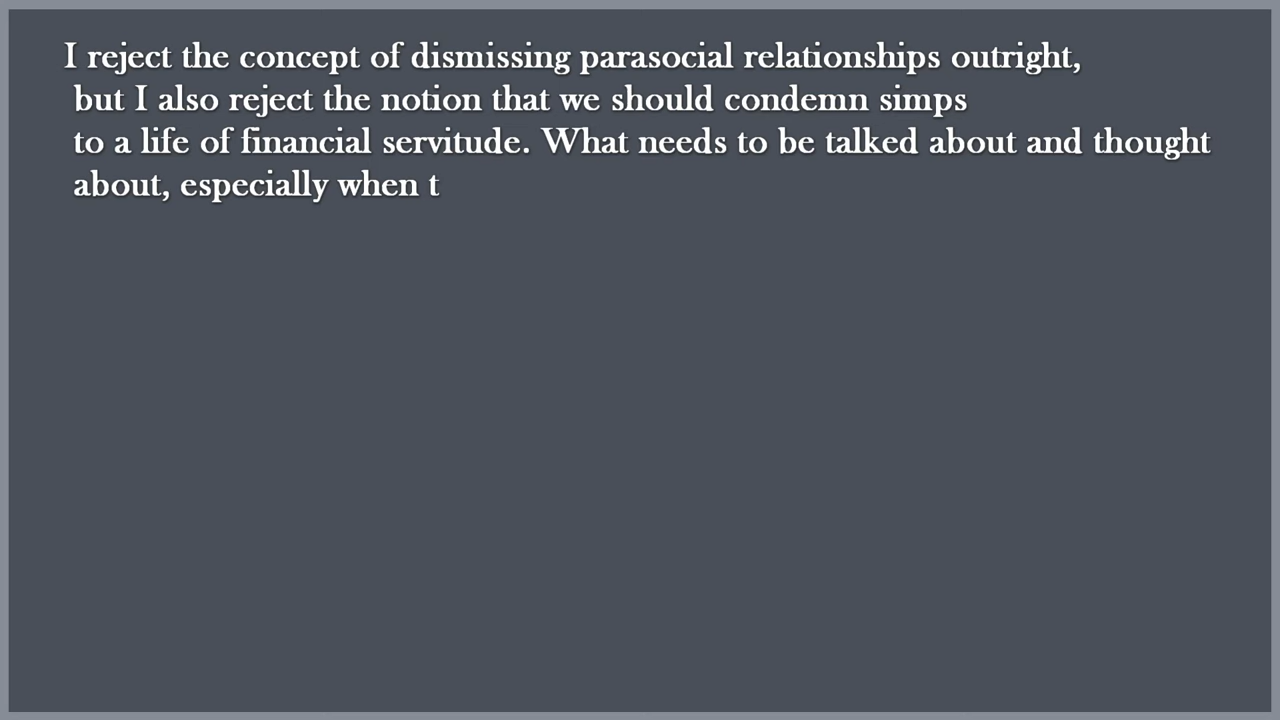 I reject the concept of dismissing parasocial relationships outright,
but I also reject the notion that we should condemn simps
to a life of financial servitude. What needs to be talked about and thought
about, especially when t